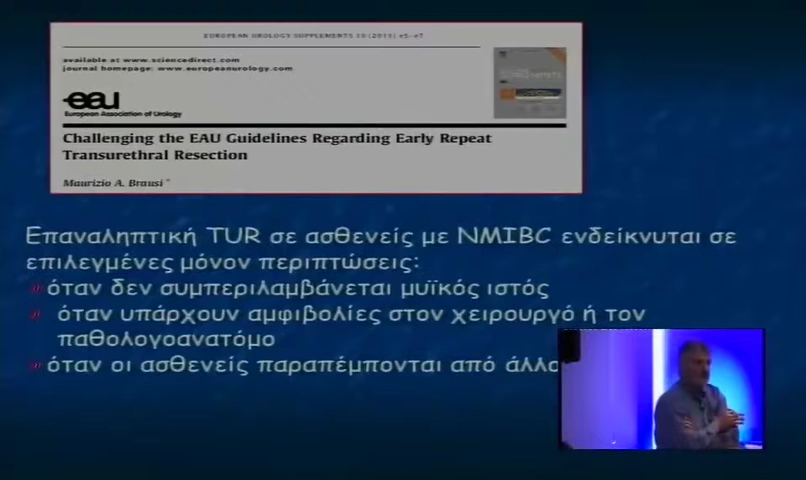 EUROPEAN UROLOGY SUPPLEMENTS 10 (2011) e5–e7
available at www.sciencedirect.com
journal homepage: www.europeanurology.com
eau
European Association of Urology
Challenging the EAU Guidelines Regarding Early Repeat
Transurethral Resection
Maurizio A. Brausi *
Επαναληπτική TUR σε ασθενείς με NMIBC ενδείκνυται σε
επιλεγμένες μόνον περιπτώσεις:
όταν δεν συμπεριλαμβάνεται μυϊκός ιστός
όταν υπάρχουν αμφιβολίες στον χειρουργό ή τον
παθολογοανατόμο
όταν οι ασθενείς παραπέμπονται από